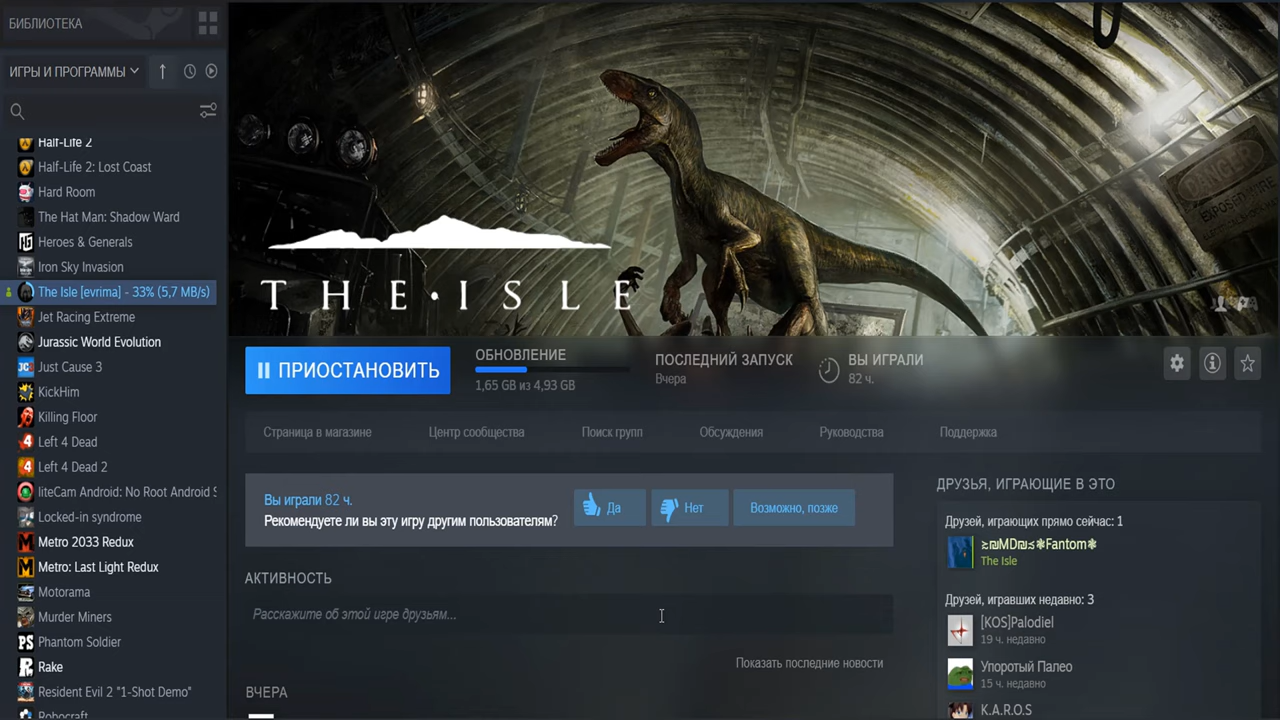 БИБЛИОТЕКА
ИГРЫ И ПРОГРАММЫ
Half-Life 2
Half-Life 2: Lost Coast
Hard Room
The Hat Man: Shadow Ward
Heroes & Generals
Iron Sky Invasion
The Isle [evrima] - 33% (5,7 MB/s)
Jet Racing Extreme
Jurassic World Evolution
Just Cause 3
KickHim
Killing Floor
Left 4 Dead
Left 4 Dead 2
liteCam Android: No Root Android S
Locked-in syndrome
Metro 2033 Redux
Metro: Last Light Redux
Motorama
Murder Miners
Phantom Soldier
Rake
Resident Evil 2 "1-Shot Demo"
Robocraft
DANGER
THE·ISLE
ПРИОСТАНОВИТЬ
ОБНОВЛЕНИЕ
1,65 GB из 4,93 GB
ПОСЛЕДНИЙ ЗАПУСК
Вчера
ВЫ ИГРАЛИ
82 ч.
Страница в магазине
Центр сообщества
Поиск групп
Обсуждения
Руководства
Поддержка
Вы играли 82 ч.
Рекомендуете ли вы эту игру другим пользователям?
Да
Нет
Возможно, позже
АКТИВНОСТЬ
Расскажите об этой игре друзьям...
Показать последние новости
ВЧЕРА
ДРУЗЬЯ, ИГРАЮЩИЕ В ЭТО
Друзей, играющих прямо сейчас: 1
The Isle
Друзей, игравших недавно: 3
[KOS]Palodiel
19 ч. недавно
Упоротый Палео
15 ч. недавно
K.A.R.O.S